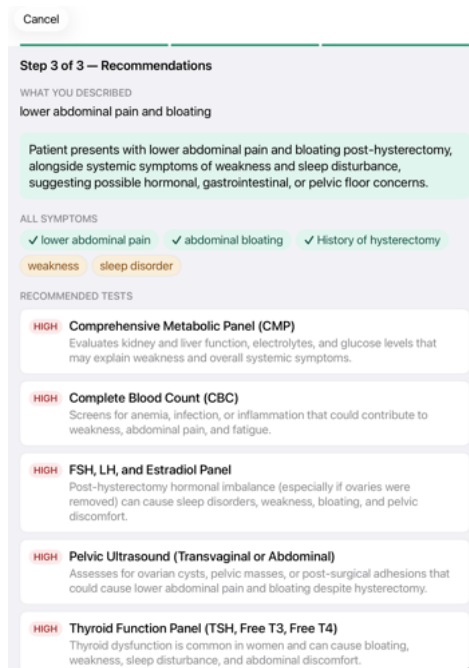 Cancel
Step 3 of 3 — Recommendations
WHAT YOU DESCRIBED
lower abdominal pain and bloating
Patient presents with lower abdominal pain and bloating post-hysterectomy,
alongside systemic symptoms of weakness and sleep disturbance,
suggesting possible hormonal, gastrointestinal, or pelvic floor concerns.
ALL SYMPTOMS
✓ lower abdominal pain ✓ abdominal bloating ✓ History of hysterectomy
weakness sleep disorder
RECOMMENDED TESTS
HIGH Comprehensive Metabolic Panel (CMP)
Evaluates kidney and liver function, electrolytes, and glucose levels that
may explain weakness and overall systemic symptoms.
HIGH Complete Blood Count (CBC)
Screens for anemia, infection, or inflammation that could contribute to
weakness, abdominal pain, and fatigue.
HIGH FSH, LH, and Estradiol Panel
Post-hysterectomy hormonal imbalance (especially if ovaries were
removed) can cause sleep disorders, weakness, bloating, and pelvic
discomfort.
HIGH Pelvic Ultrasound (Transvaginal or Abdominal)
Assesses for ovarian cysts, pelvic masses, or post-surgical adhesions that
could cause lower abdominal pain and bloating despite hysterectomy.
HIGH Thyroid Function Panel (TSH, Free T3, Free T4)
Thyroid dysfunction is common in women and can cause bloating,
weakness, sleep disturbance, and abdominal discomfort.